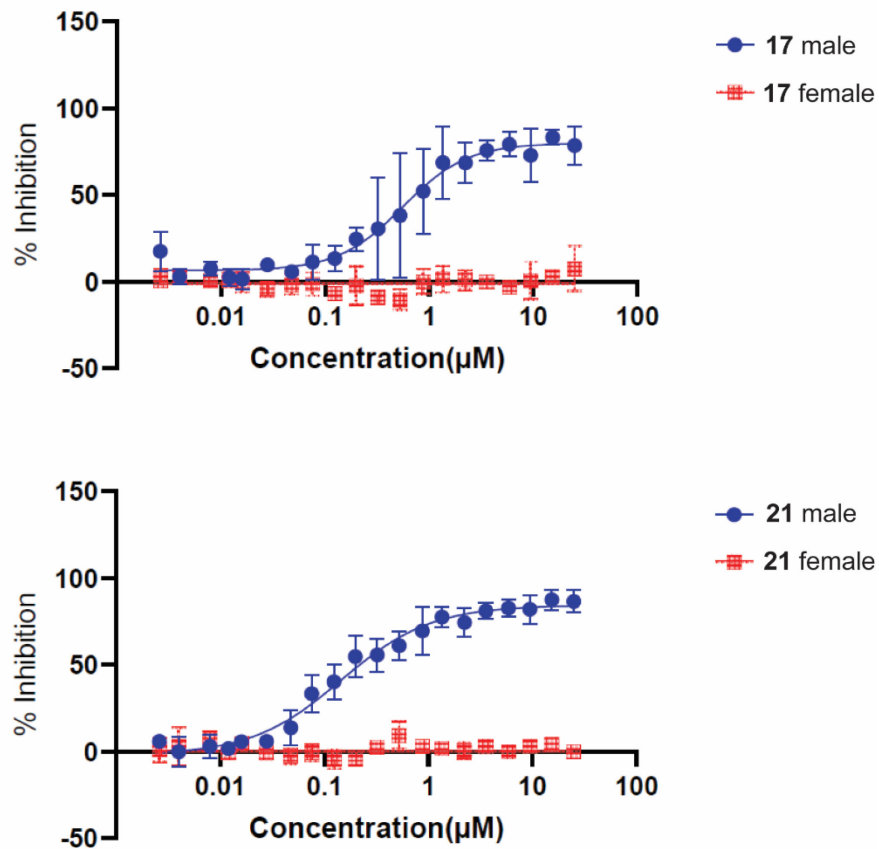 150
100
50
0
-50
% Inhibition
0.01 0.1 1 10 100
Concentration(µM)
17 male
17 female
150
100
50
0
-50
% Inhibition
0.01 0.1 1 10 100
Concentration(µM)
21 male
21 female